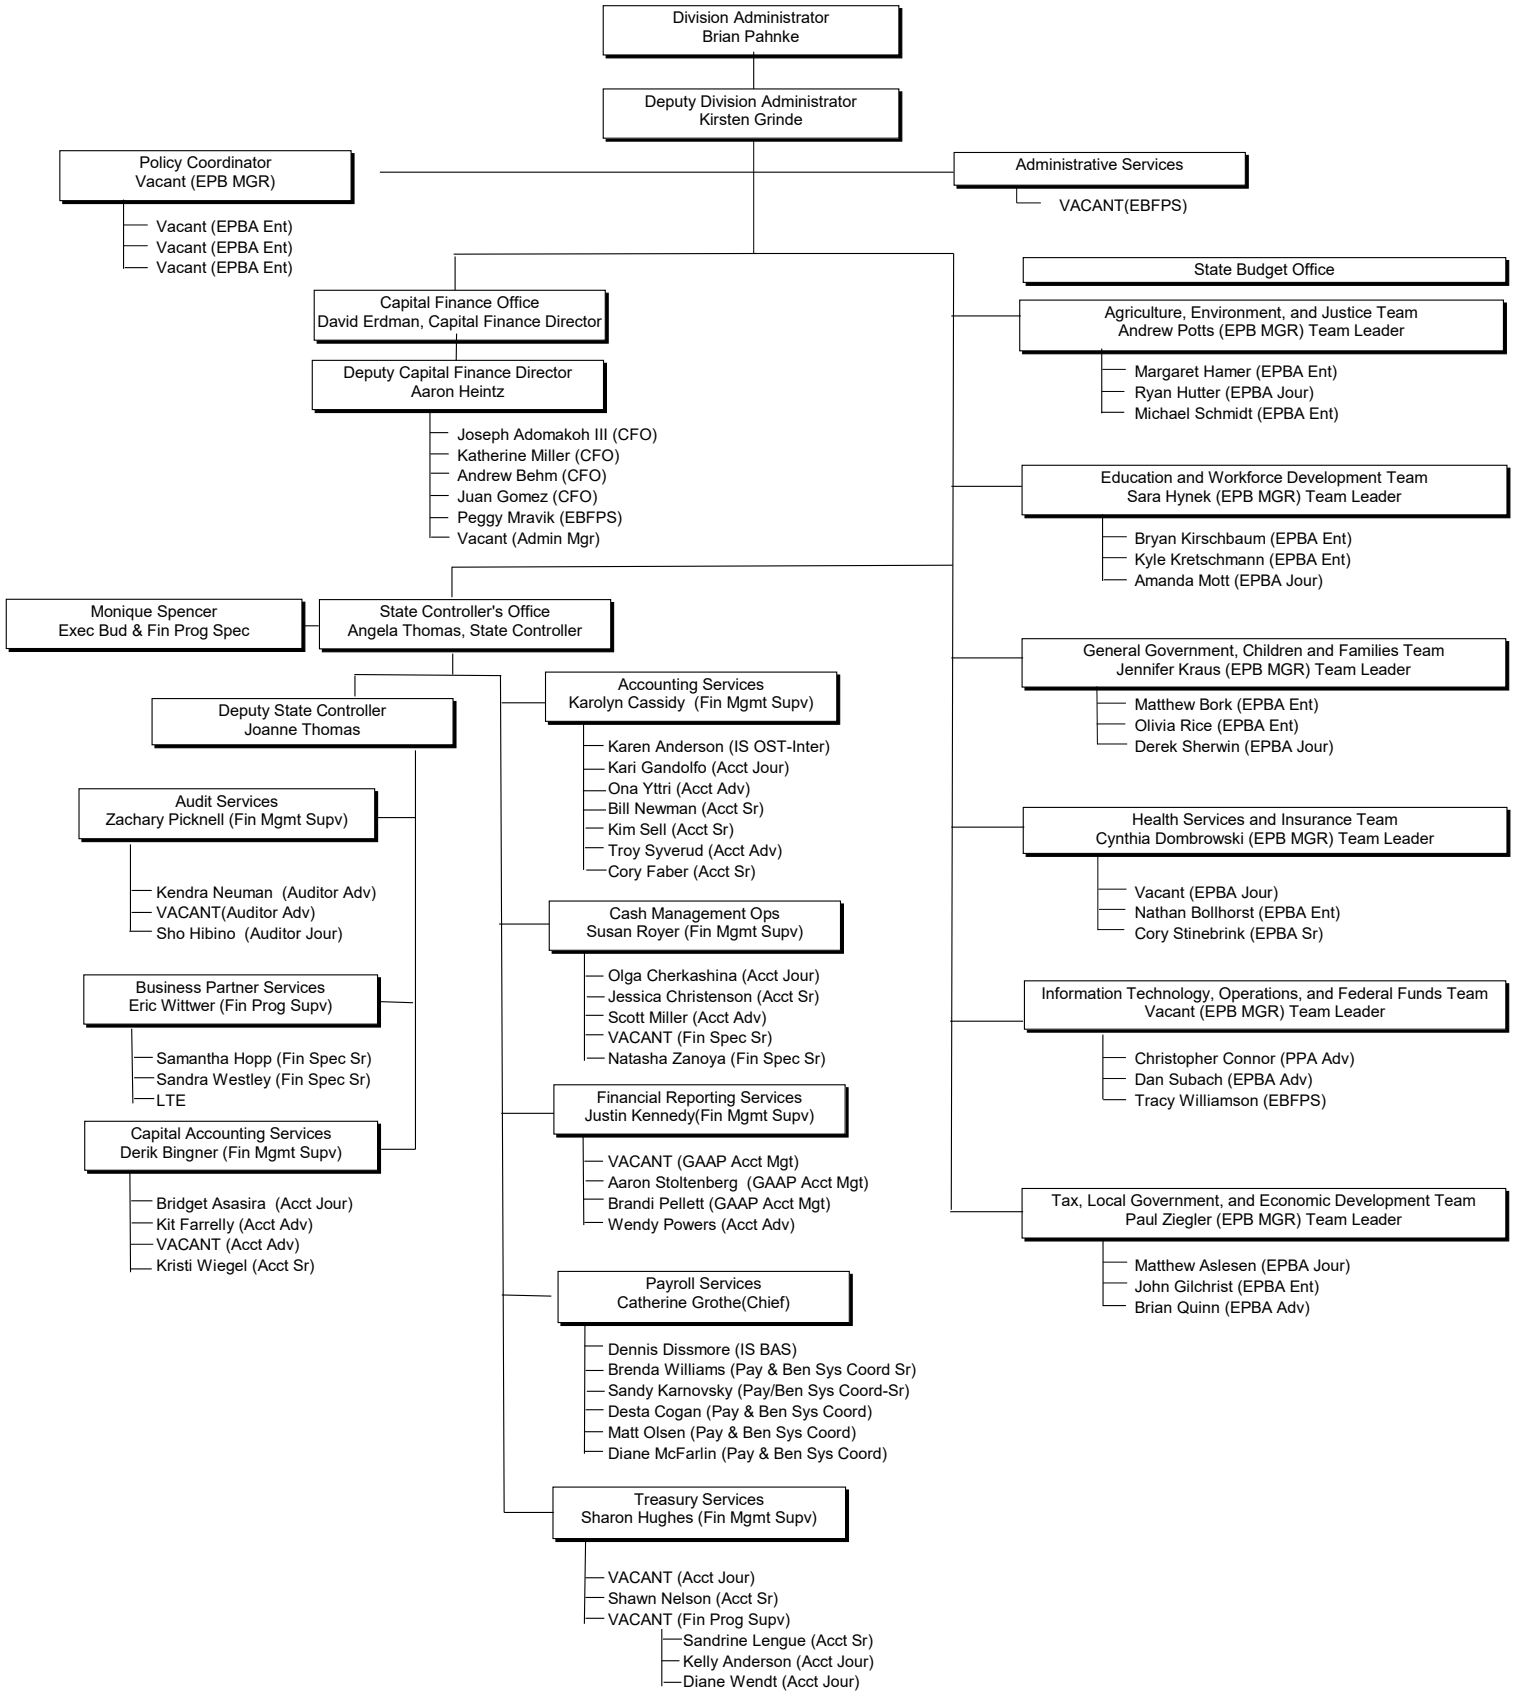 Division Administrator
Brian Pahnke
Deputy Division Administrator
Kirsten Grinde
Policy Coordinator
Vacant (EPB MGR)
Vacant (EPBA Ent)
Vacant (EPBA Ent)
Vacant (EPBA Ent)
Administrative Services
VACANT(EBFPS)
Capital Finance Office
David Erdman, Capital Finance Director
Deputy Capital Finance Director
Aaron Heintz
Joseph Adomakoh III (CFO)
Katherine Miller (CFO)
Andrew Behm (CFO)
Juan Gomez (CFO)
Peggy Mravik (EBFPS)
Vacant (Admin Mgr)
Monique Spencer
Exec Bud & Fin Prog Spec
State Controller's Office
Angela Thomas, State Controller
Deputy State Controller
Joanne Thomas
Audit Services
Zachary Picknell (Fin Mgmt Supv)
Kendra Neuman  (Auditor Adv)
VACANT(Auditor Adv)
Sho Hibino  (Auditor Jour)
Business Partner Services
Eric Wittwer (Fin Prog Supv)
Samantha Hopp (Fin Spec Sr)
Sandra Westley (Fin Spec Sr)
LTE
Capital Accounting Services
Derik Bingner (Fin Mgmt Supv)
Bridget Asasira  (Acct Jour)
Kit Farrelly (Acct Adv)
VACANT (Acct Adv)
Kristi Wiegel (Acct Sr)
Accounting Services
Karolyn Cassidy  (Fin Mgmt Supv)
Karen Anderson (IS OST-Inter)
Kari Gandolfo (Acct Jour)
Ona Yttri (Acct Adv)
Bill Newman (Acct Sr)
Kim Sell (Acct Sr)
Troy Syverud (Acct Adv)
Cory Faber (Acct Sr)
Cash Management Ops
Susan Royer (Fin Mgmt Supv)
Olga Cherkashina (Acct Jour)
Jessica Christenson (Acct Sr)
Scott Miller (Acct Adv)
VACANT (Fin Spec Sr)
Natasha Zanoya (Fin Spec Sr)
Financial Reporting Services
Justin Kennedy(Fin Mgmt Supv)
VACANT (GAAP Acct Mgt)
Aaron Stoltenberg  (GAAP Acct Mgt)
Brandi Pellett (GAAP Acct Mgt)
Wendy Powers (Acct Adv)
Payroll Services
Catherine Grothe(Chief)
Dennis Dissmore (IS BAS)
Brenda Williams (Pay & Ben Sys Coord Sr)
Sandy Karnovsky (Pay/Ben Sys Coord-Sr)
Desta Cogan (Pay & Ben Sys Coord)
Matt Olsen (Pay & Ben Sys Coord)
Diane McFarlin (Pay & Ben Sys Coord)
Treasury Services
Sharon Hughes (Fin Mgmt Supv)
VACANT (Acct Jour)
Shawn Nelson (Acct Sr)
VACANT (Fin Prog Supv)
Sandrine Lengue (Acct Sr)
Kelly Anderson (Acct Jour)
Diane Wendt (Acct Jour)
State Budget Office
Agriculture, Environment, and Justice Team
Andrew Potts (EPB MGR) Team Leader
Margaret Hamer (EPBA Ent)
Ryan Hutter (EPBA Jour)
Michael Schmidt (EPBA Ent)
Education and Workforce Development Team
Sara Hynek (EPB MGR) Team Leader
Bryan Kirschbaum (EPBA Ent)
Kyle Kretschmann (EPBA Ent)
Amanda Mott (EPBA Jour)
General Government, Children and Families Team
Jennifer Kraus (EPB MGR) Team Leader
Matthew Bork (EPBA Ent)
Olivia Rice (EPBA Ent)
Derek Sherwin (EPBA Jour)
Health Services and Insurance Team
Cynthia Dombrowski (EPB MGR) Team Leader
Vacant (EPBA Jour)
Nathan Bollhorst (EPBA Ent)
Cory Stinebrink (EPBA Sr)
Information Technology, Operations, and Federal Funds Team
Vacant (EPB MGR) Team Leader
Christopher Connor (PPA Adv)
Dan Subach (EPBA Adv)
Tracy Williamson (EBFPS)
Tax, Local Government, and Economic Development Team
Paul Ziegler (EPB MGR) Team Leader
Matthew Aslesen (EPBA Jour)
John Gilchrist (EPBA Ent)
Brian Quinn (EPBA Adv)